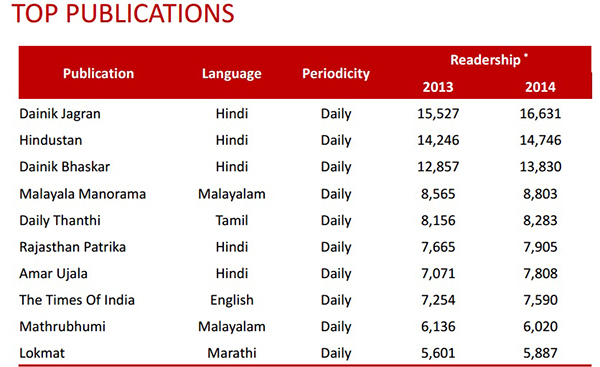 TOP PUBLICATIONS
Publication Language Periodicity Readership *
2013 2014
Dainik Jagran Hindi Daily 15,527 16,631
Hindustan Hindi Daily 14,246 14,746
Dainik Bhaskar Hindi Daily 12,857 13,830
Malayala Manorama Malayalam Daily 8,565 8,803
Daily Thanthi Tamil Daily 8,156 8,283
Rajasthan Patrika Hindi Daily 7,665 7,905
Amar Ujala Hindi Daily 7,071 7,808
The Times Of India English Daily 7,254 7,590
Mathrubhumi Malayalam Daily 6,136 6,020
Lokmat Marathi Daily 5,601 5,887